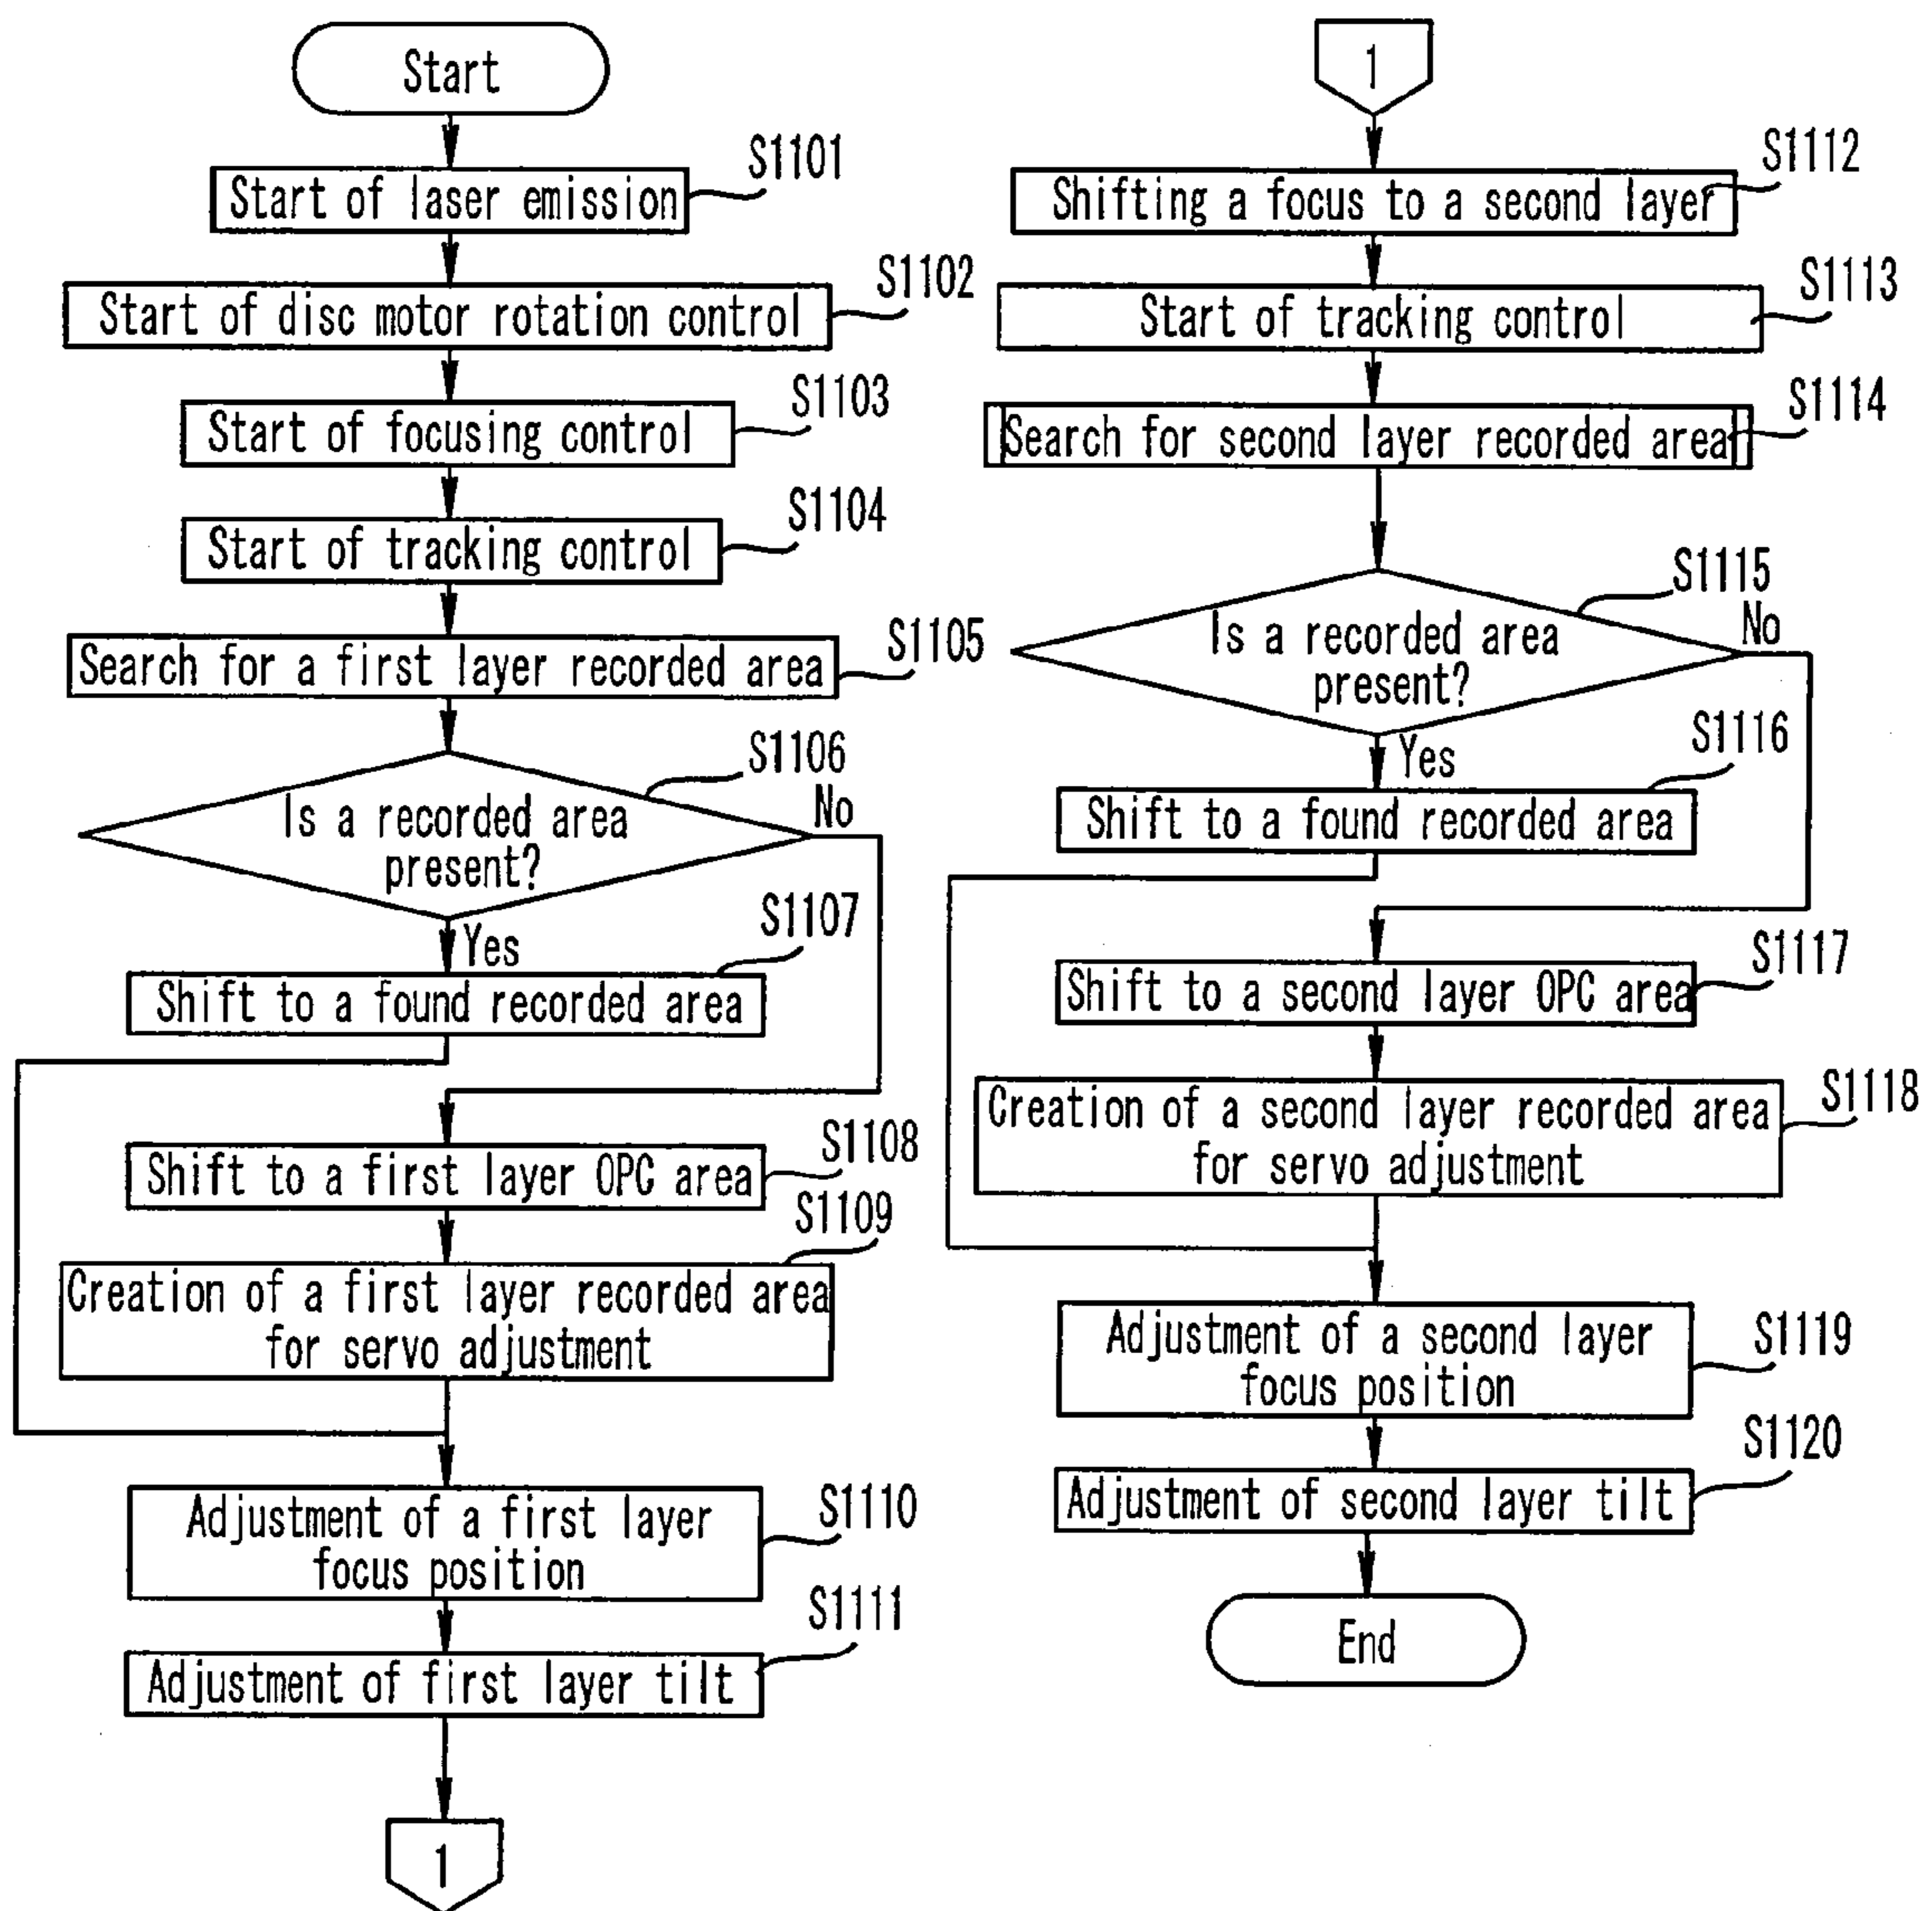 Start
S1101
Start of laser emission
S1102
Start of disc motor rotation control
S1103
Start of focusing control
S1104
Start of tracking control
S1105
Search for a first layer recorded area
S1106
Is a recorded area
present?
No
Yes
S1107
Shift to a found recorded area
S1108
Shift to a first layer OPC area
S1109
Creation of a first layer recorded area
for servo adjustment
S1110
Adjustment of a first layer
focus position
S1111
Adjustment of first layer tilt
1
1
S1112
Shifting a focus to a second layer
S1113
Start of tracking control
S1114
Search for second layer recorded area
S1115
Is a recorded area
present?
No
Yes
S1116
Shift to a found recorded area
S1117
Shift to a second layer OPC area
S1118
Creation of a second layer recorded area
for servo adjustment
S1119
Adjustment of a second layer
focus position
S1120
Adjustment of second layer tilt
End